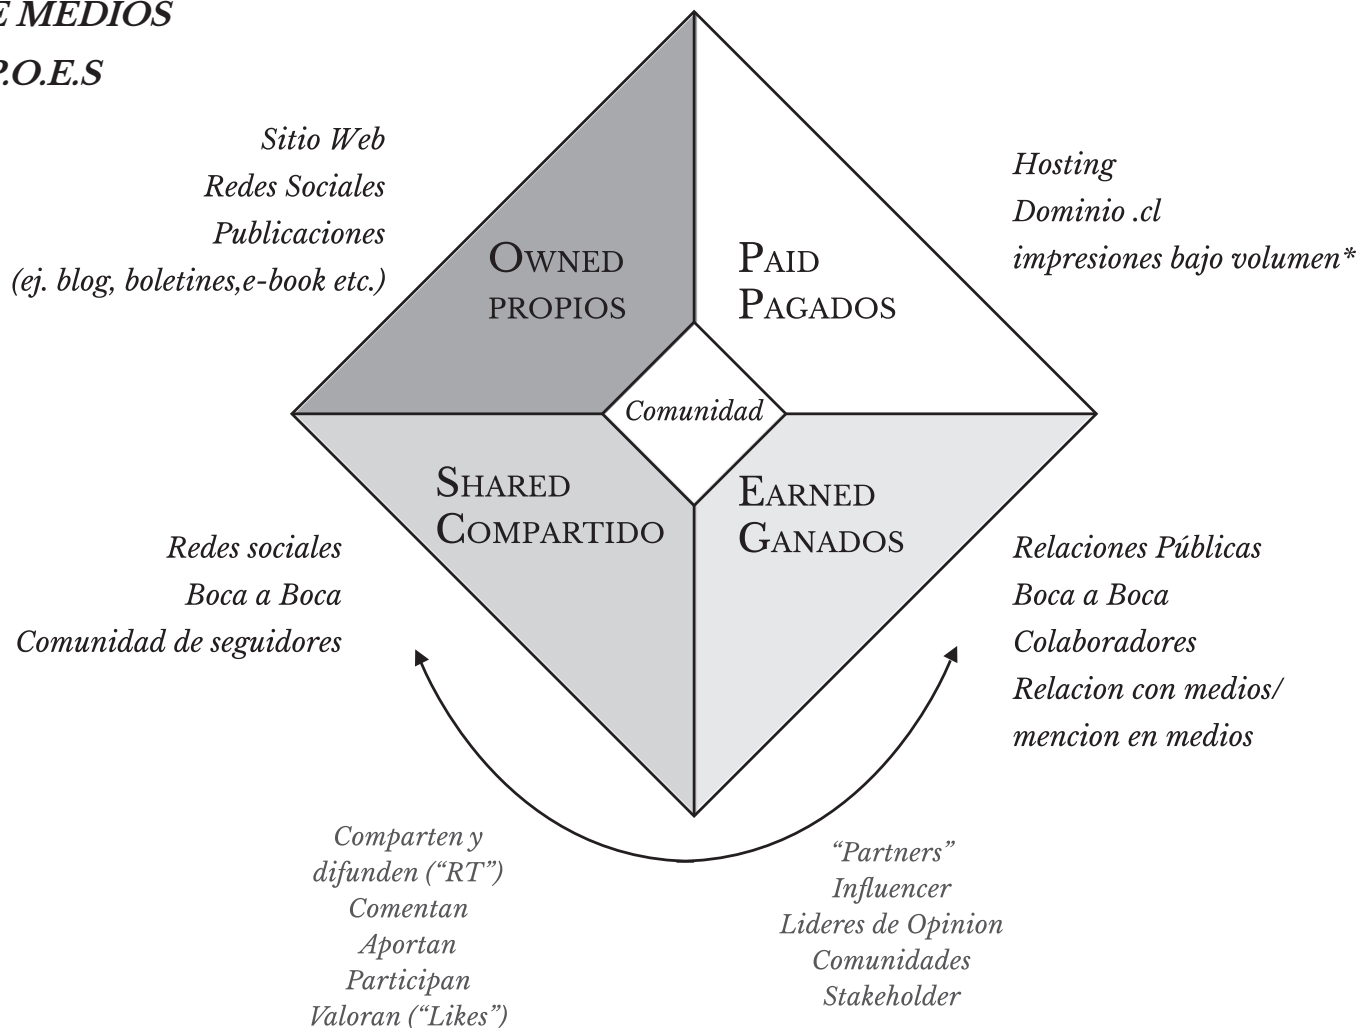 E MEDIOS
P.O.E.S
Sitio Web
Redes Sociales
Publicaciones
(ej. blog, boletines,e-book etc.)
Hosting
Dominio .cl
impresiones bajo volumen*
OWNED
PROPIOS
PAID
PAGADOS
Comunidad
SHARED
COMPARTIDO
EARNED
GANADOS
Redes sociales
Boca a Boca
Comunidad de seguidores
Relaciones Públicas
Boca a Boca
Colaboradores
Relacion con medios/
mencion en medios
Comparten y
difunden (“RT”)
Comentan
Aportan
Participan
Valoran (“Likes”)
“Partners”
Influencer
Lideres de Opinion
Comunidades
Stakeholder